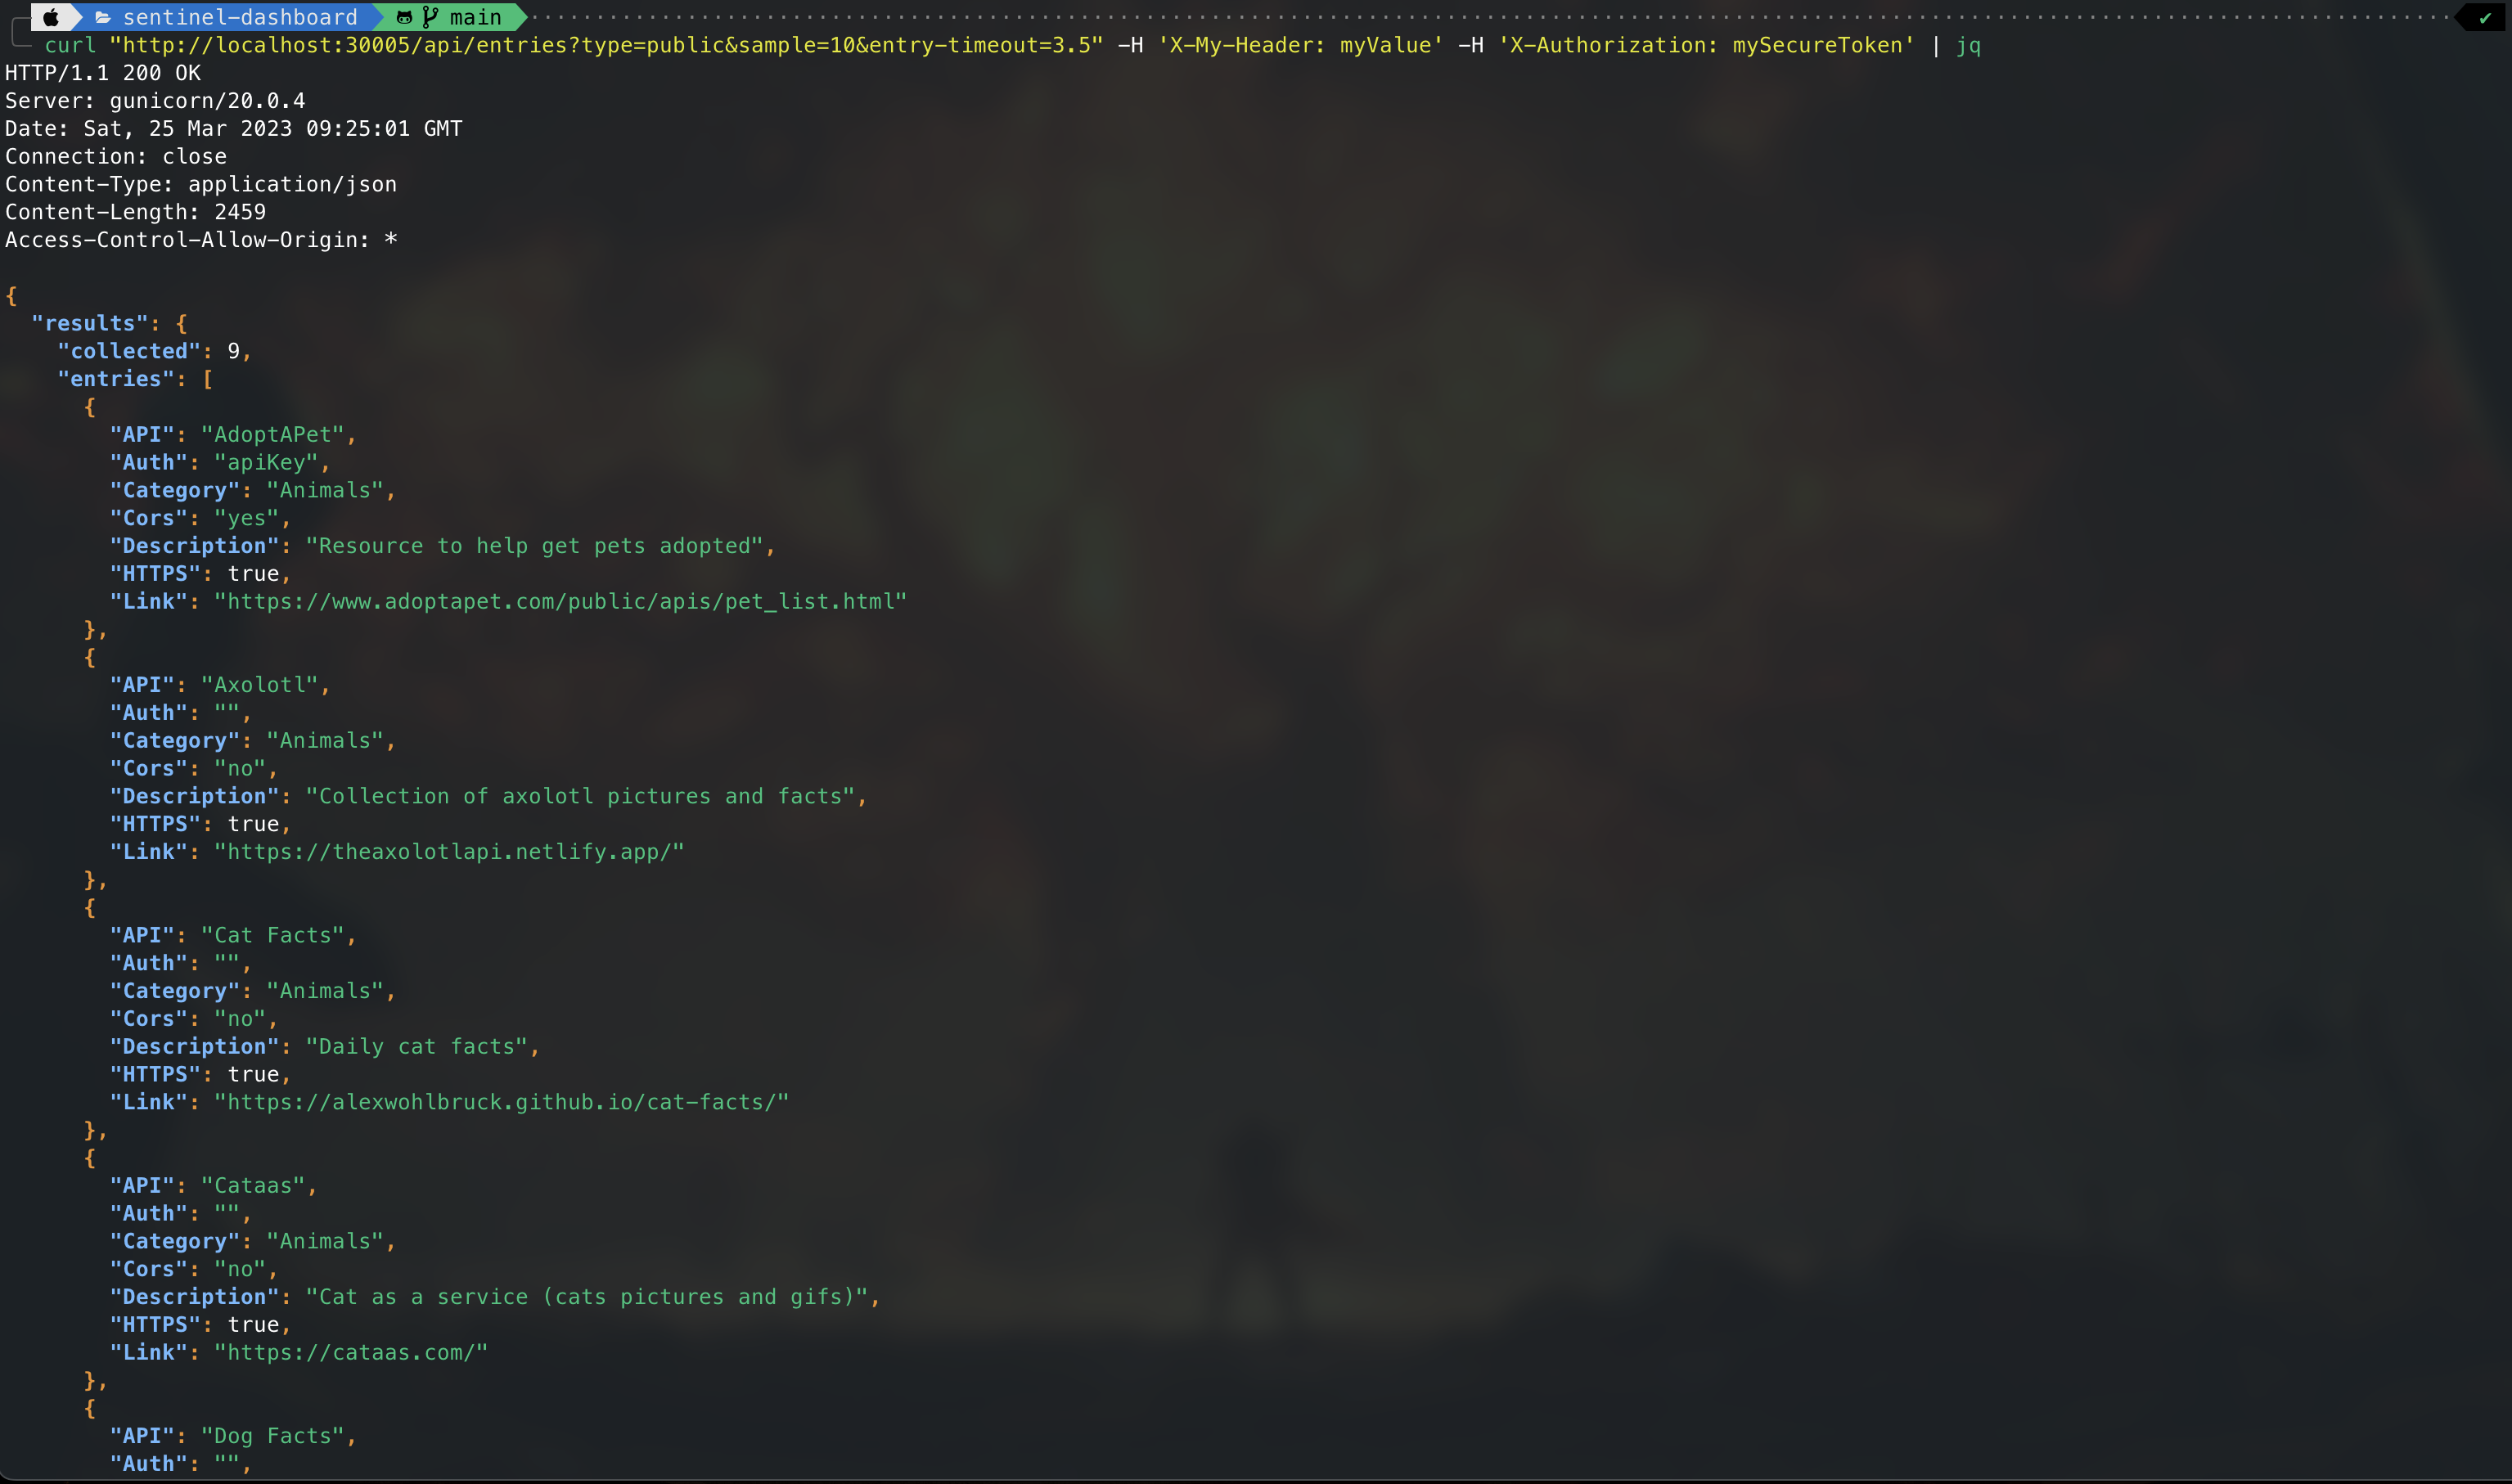 sentinel-dashboard main
curl "http://localhost:30005/api/entries?type=public&sample=10&entry-timeout=3.5" -H 'X-My-Header: myValue' -H 'X-Authorization: mySecureToken' | jq
HTTP/1.1 200 OK
Server: gunicorn/20.0.4
Date: Sat, 25 Mar 2023 09:25:01 GMT
Connection: close
Content-Type: application/json
Content-Length: 2459
Access-Control-Allow-Origin: *

{
  "results": {
    "collected": 9,
    "entries": [
      {
        "API": "AdoptAPet",
        "Auth": "apiKey",
        "Category": "Animals",
        "Cors": "yes",
        "Description": "Resource to help get pets adopted",
        "HTTPS": true,
        "Link": "https://www.adoptapet.com/public/apis/pet_list.html"
      },
      {
        "API": "Axolotl",
        "Auth": "",
        "Category": "Animals",
        "Cors": "no",
        "Description": "Collection of axolotl pictures and facts",
        "HTTPS": true,
        "Link": "https://theaxolotlapi.netlify.app/"
      },
      {
        "API": "Cat Facts",
        "Auth": "",
        "Category": "Animals",
        "Cors": "no",
        "Description": "Daily cat facts",
        "HTTPS": true,
        "Link": "https://alexwohlbruck.github.io/cat-facts/"
      },
      {
        "API": "Cataas",
        "Auth": "",
        "Category": "Animals",
        "Cors": "no",
        "Description": "Cat as a service (cats pictures and gifs)",
        "HTTPS": true,
        "Link": "https://cataas.com/"
      },
      {
        "API": "Dog Facts",
        "Auth": "",